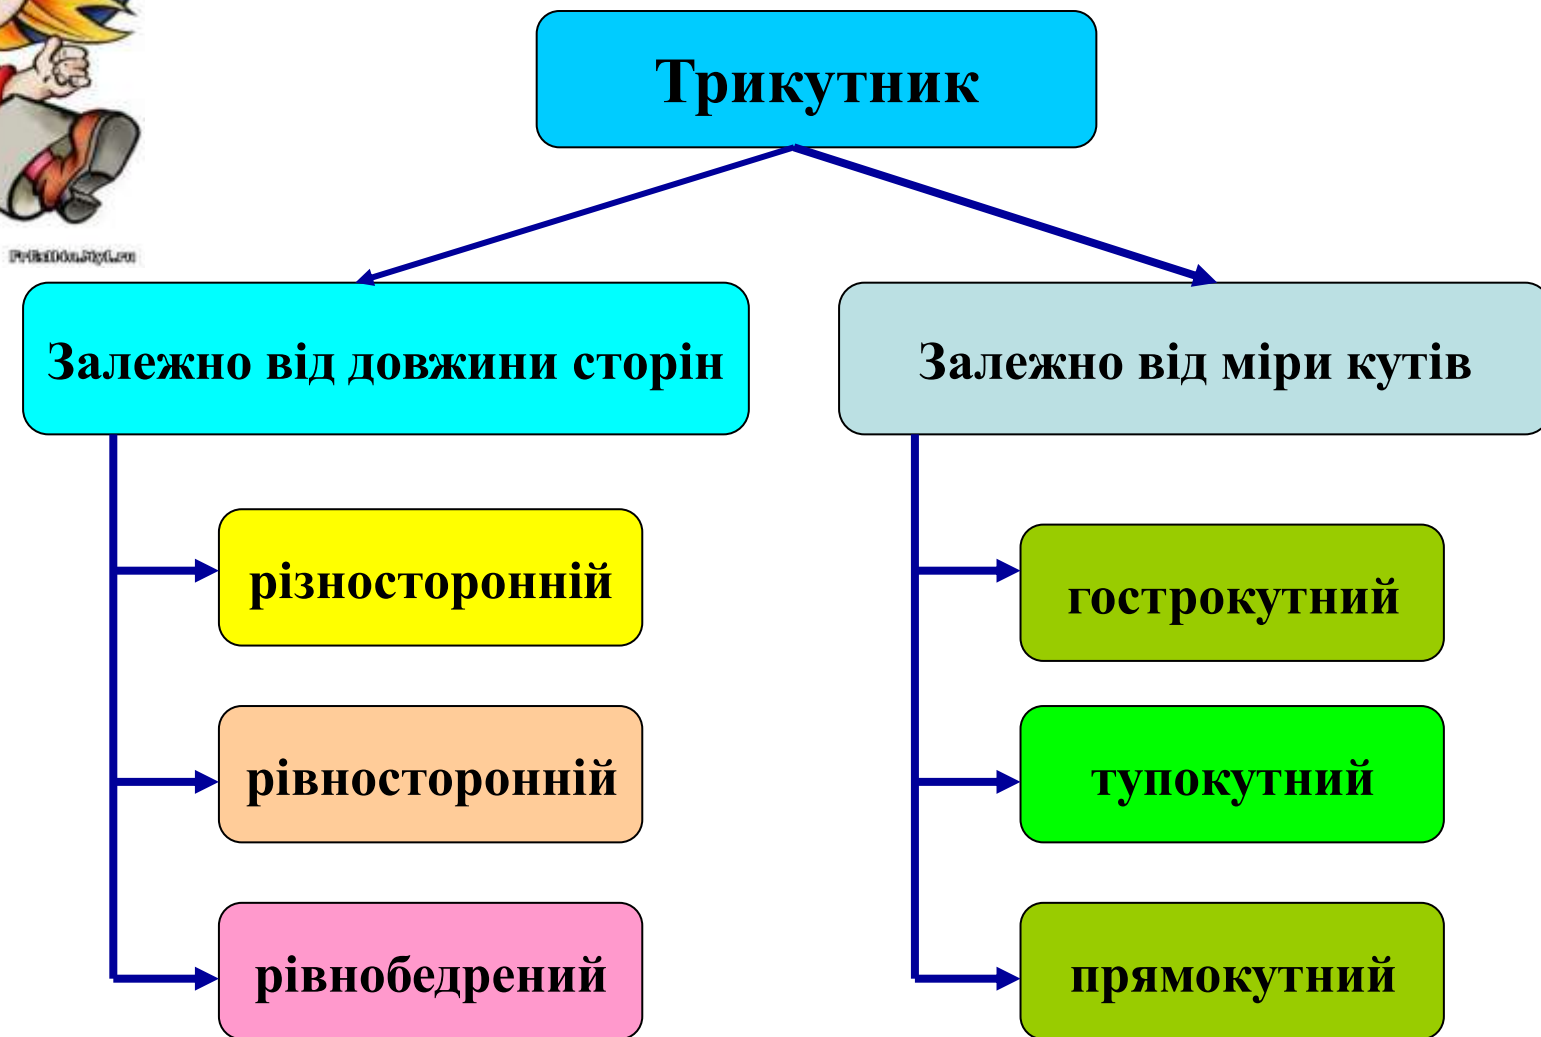 Трикутник
Залежно від довжини сторін
Залежно від міри кутів
різносторонній
рівносторонній
рівнобедрений
гострокутний
тупокутний
прямокутний